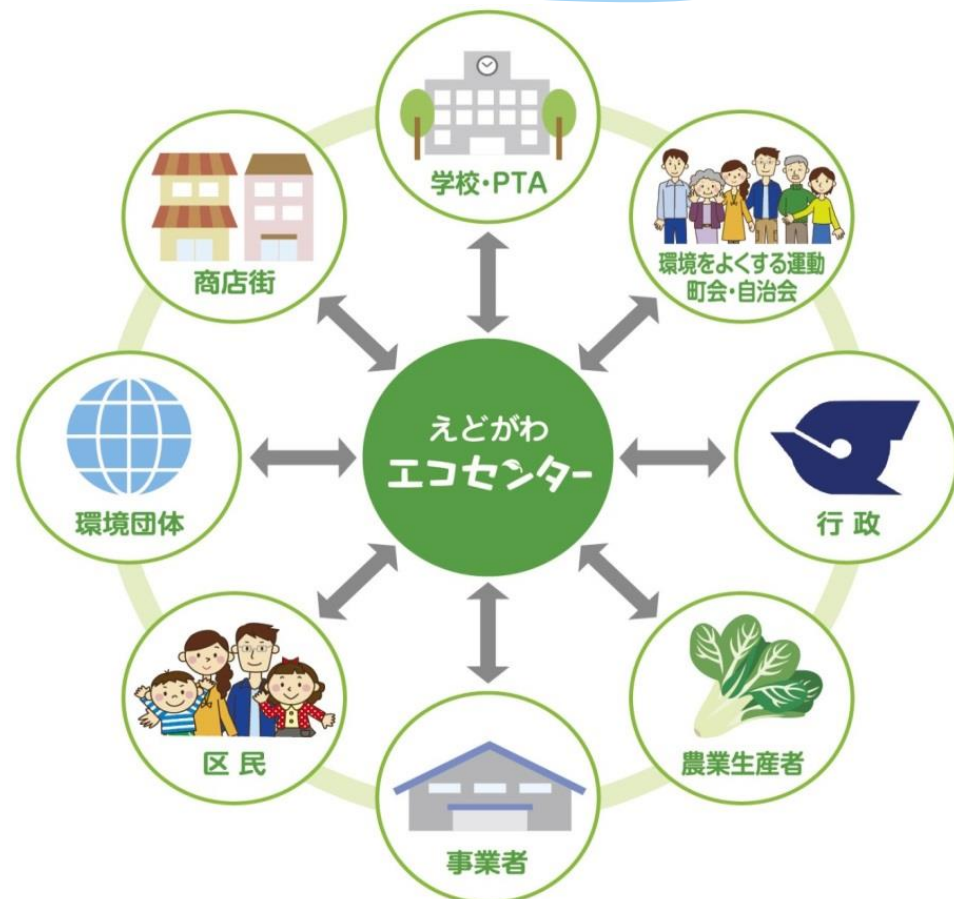 学校・PTA
商店街
環境をよくする運動
町会・自治会
えどがわ
エコセンター
環境団体
行政
区民
農業生産者
事業者